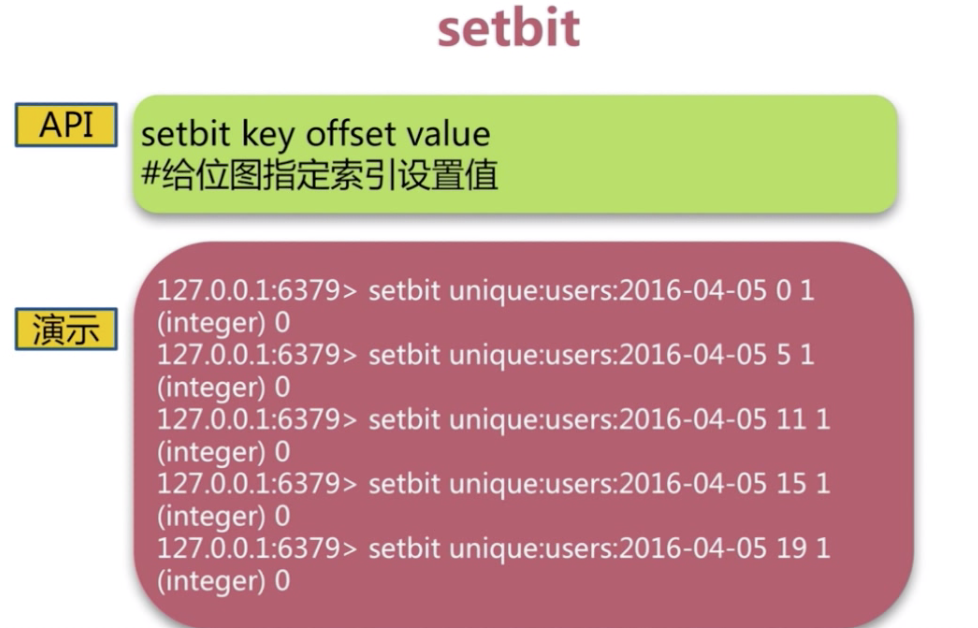 setbit
API
setbit key offset value
#给位图指定索引设置值
演示
127.0.0.1:6379> setbit unique:users:2016-04-05 0 1
(integer) 0
127.0.0.1:6379> setbit unique:users:2016-04-05 5 1
(integer) 0
127.0.0.1:6379> setbit unique:users:2016-04-05 11 1
(integer) 0
127.0.0.1:6379> setbit unique:users:2016-04-05 15 1
(integer) 0
127.0.0.1:6379> setbit unique:users:2016-04-05 19 1
(integer) 0